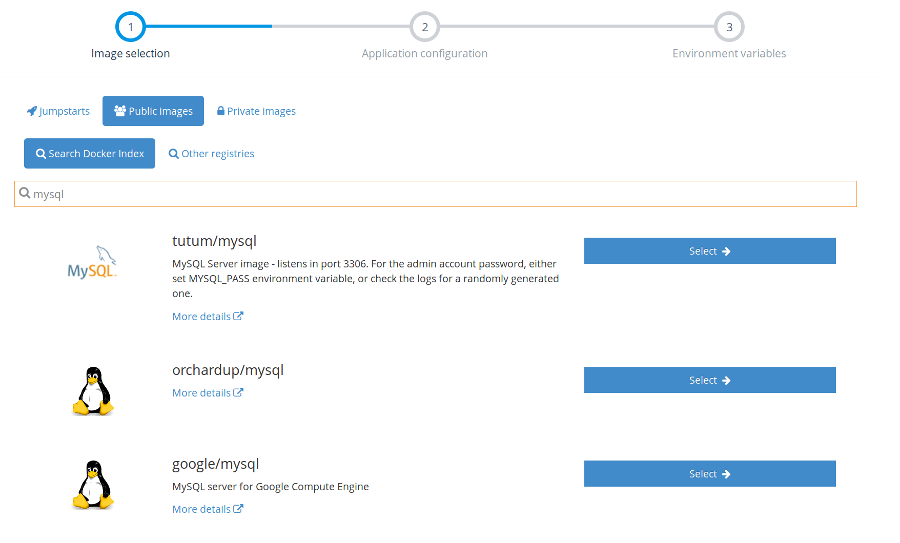 1
2
3
Image selection
Application configuration
Environment variables
Jumpstarts
Public images
Private images
Search Docker Index
Other registries
mysql
MySQL
tutum/mysql
MySQL Server image - listens in port 3306. For the admin account password, either
set MYSQL_PASS environment variable, or check the logs for a randomly generated
one.
More details
Select
orchardup/mysql
More details
Select
google/mysql
MySQL server for Google Compute Engine
More details
Select